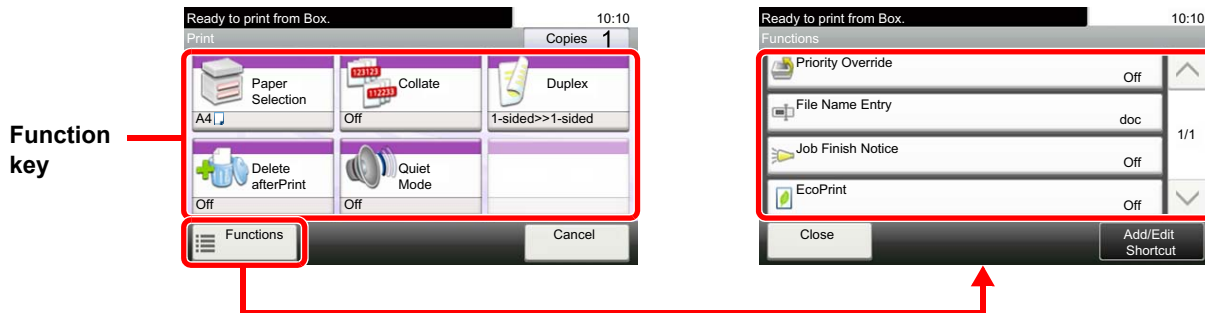 Function
key
Ready to print from Box.
10:10
Print
Copies 1
Paper
Selection
A4
123123
112233
Collate
Off
Duplex
1-sided>>1-sided
Delete
afterPrint
Off
Quiet
Mode
Off
Functions
Cancel
Ready to print from Box.
10:10
Functions
Priority Override
Off
File Name Entry
doc
1/1
Job Finish Notice
Off
EcoPrint
Off
Close
Add/Edit
Shortcut